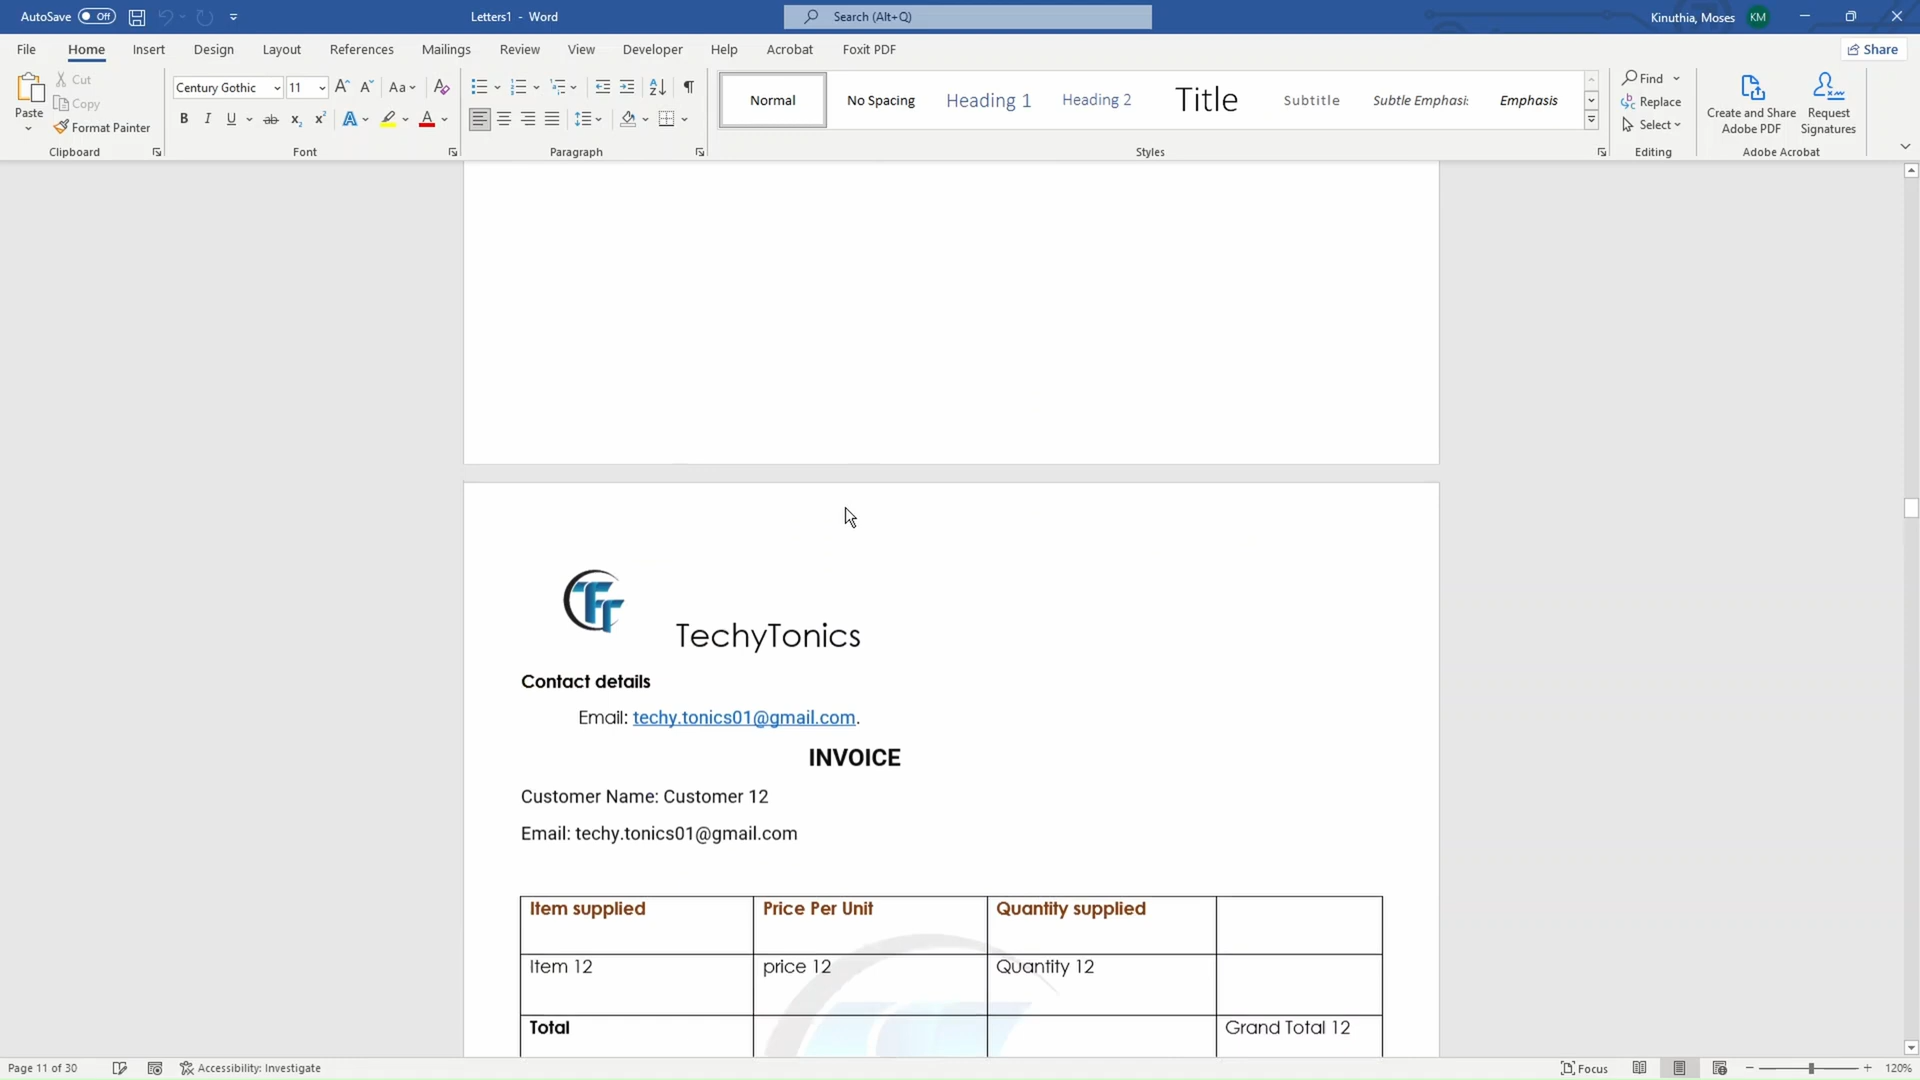 AutoSave Off Letters1 - Word Search (Alt+Q) Kinuthia, Moses KM
File Home Insert Design Layout References Mailings Review View Developer Help Acrobat Foxit PDF Share
Paste Cut Copy Format Painter Clipboard
Century Gothic 11 Aa Font
Paragraph
Normal No Spacing Heading 1 Heading 2 Title Subtitle Subtle Emphasi: Emphasis Styles
Find Replace Select Editing
Create and Share Adobe PDF Request Signatures Adobe Acrobat
TechyTonics
Contact details
Email: techy.tonics01@gmail.com.
INVOICE
Customer Name: Customer 12
Email: techy.tonics01@gmail.com
Item supplied Price Per Unit Quantity supplied
Item 12 price 12 Quantity 12
Total Grand Total 12
Page 11 of 30 Accessibility: Investigate Focus 120%